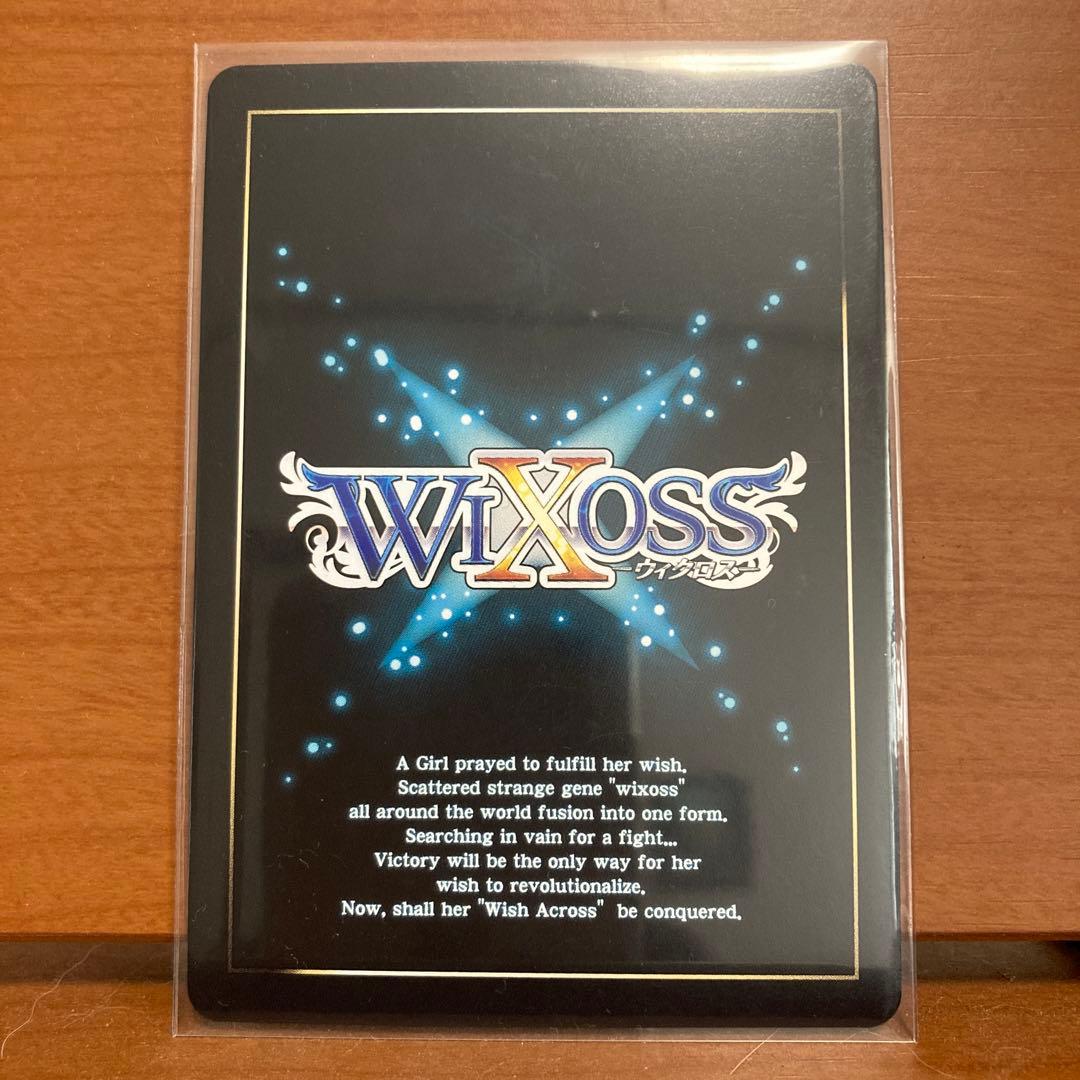 WIXOSS
ーウィクロスー
A Girl prayed to fulfill her wish.
Scattered strange gene "wixoss"
all around the world fusion into one form.
Searching in vain for a fight...
Victory will be the only way for her
wish to revolutionalize.
Now, shall her "Wish Across" be conquered.